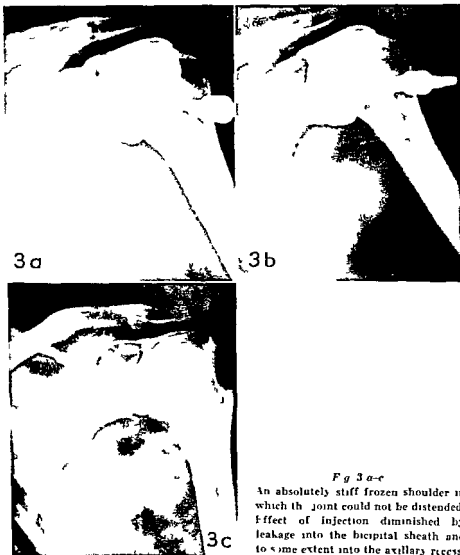 3a
3b
3c
Fig 3 a-c
An absolutely stiff frozen shoulder in
which th joint could not be distended
Effect of injection diminished by
leakage into the bicipital sheath and
to some extent into the axillary recess